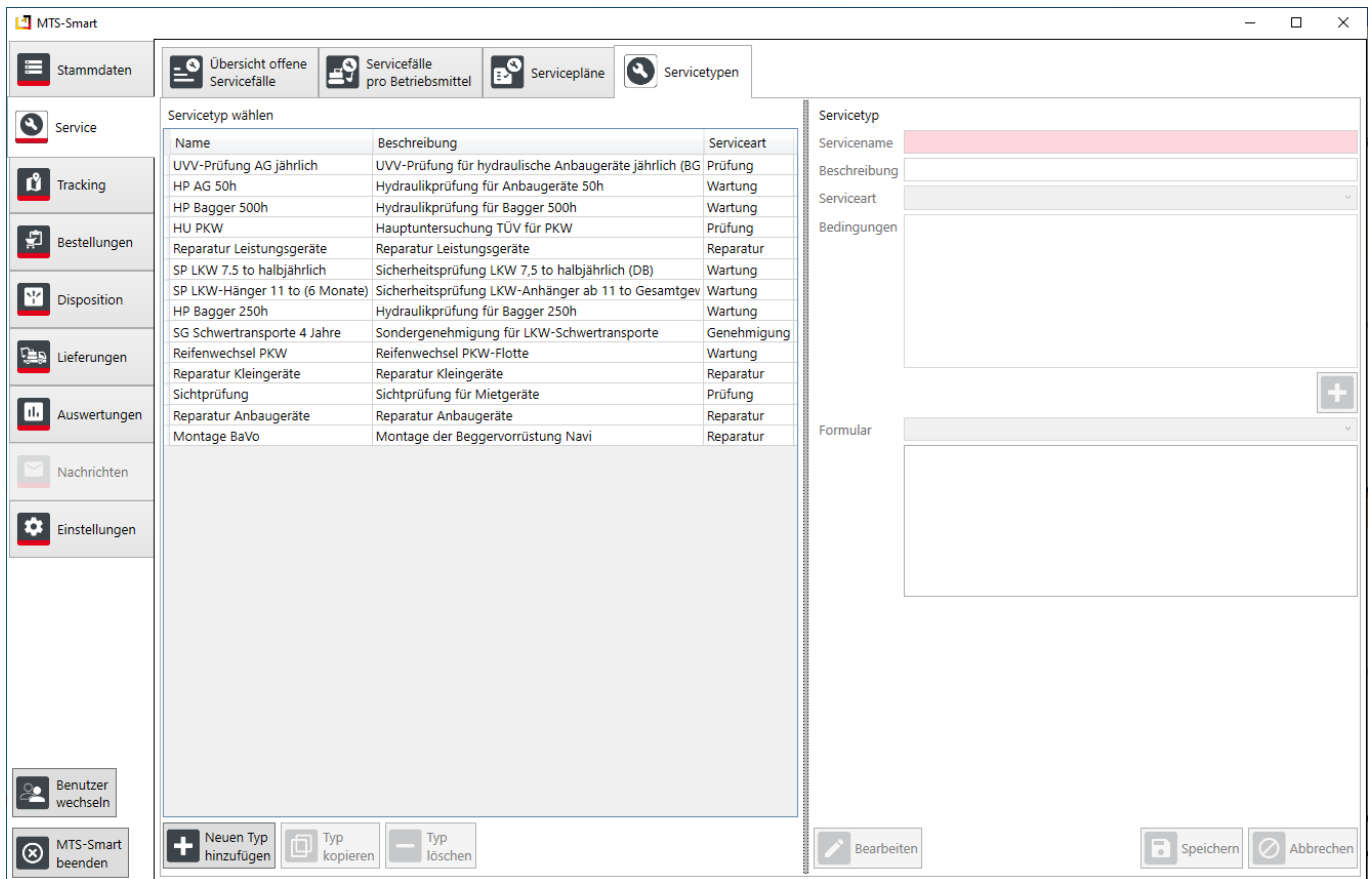 MTS-Smart
Stammdaten
Service
Tracking
Bestellungen
Disposition
Lieferungen
Auswertungen
Nachrichten
Einstellungen
Benutzer
wechseln
MTS-Smart
beenden
Übersicht offene
Servicefälle
Servicefälle
pro Betriebsmittel
Servicepläne
Servicetypen
Servicetyp wählen
Name Beschreibung Serviceart
UVV-Prüfung AG jährlich UVV-Prüfung für hydraulische Anbaugeräte jährlich (BG Prüfung
HP AG 50h Hydraulikprüfung für Anbaugeräte 50h Wartung
HP Bagger 500h Hydraulikprüfung für Bagger 500h Wartung
HU PKW Hauptuntersuchung TÜV für PKW Prüfung
Reparatur Leistungsgeräte Reparatur Leistungsgeräte Reparatur
SP LKW 7.5 to halbjährlich Sicherheitsprüfung LKW 7,5 to halbjährlich (DB) Wartung
SP LKW-Hänger 11 to (6 Monate) Sicherheitsprüfung LKW-Anhänger ab 11 to Gesamtgew Wartung
HP Bagger 250h Hydraulikprüfung für Bagger 250h Wartung
SG Schwertransporte 4 Jahre Sondergenehmigung für LKW-Schwertransporte Genehmigung
Reifenwechsel PKW Reifenwechsel PKW-Flotte Wartung
Reparatur Kleingeräte Reparatur Kleingeräte Reparatur
Sichtprüfung Sichtprüfung für Mietgeräte Prüfung
Reparatur Anbaugeräte Reparatur Anbaugeräte Reparatur
Montage BaVo Montage der Beggervorrüstung Navi Reparatur
Neuen Typ
hinzufügen
Typ
kopieren
Typ
löschen
Servicetyp
Servicename
Beschreibung
Serviceart
Bedingungen
Formular
Bearbeiten
Speichern
Abbrechen